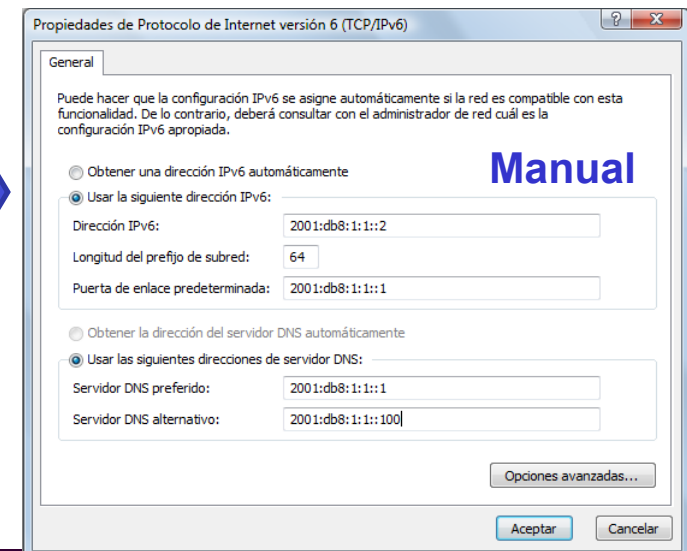 Propiedades de Protocolo de Internet versión 6 (TCP/IPv6)
General
Puede hacer que la configuración IPv6 se asigne automáticamente si la red es compatible con esta
funcionalidad. De lo contrario, deberá consultar con el administrador de red cuál es la
configuración IPv6 apropiada.
Obtener una dirección IPv6 automáticamente
Manual
Usar la siguiente dirección IPv6:
Dirección IPv6: 2001:db8:1:1::2
Longitud del prefijo de subred: 64
Puerta de enlace predeterminada: 2001:db8:1:1::1
Obtener la dirección del servidor DNS automáticamente
Usar las siguientes direcciones de servidor DNS:
Servidor DNS preferido: 2001:db8:1:1::1
Servidor DNS alternativo: 2001:db8:1:1::100
Opciones avanzadas...
Aceptar Cancelar